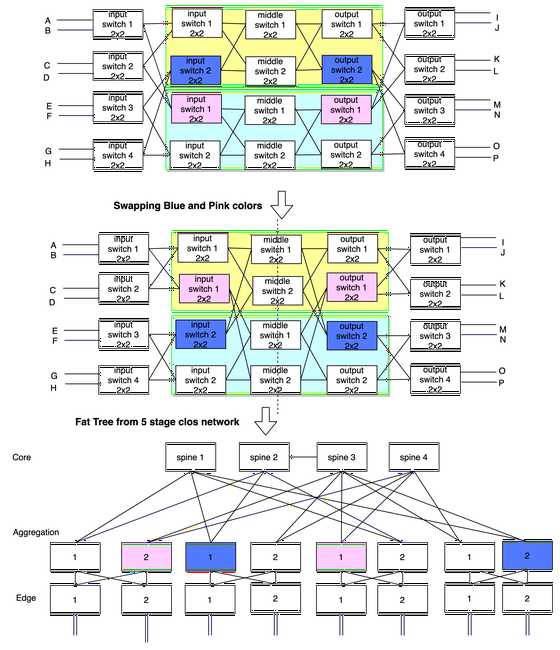 A
B
input
switch 1
2x2
input
switch 1
2x2
middle
switch 1
2x2
output
switch 1
2x2
output
switch 1
2x2
I
J
C
D
input
switch 2
2x2
input
switch 2
2x2
middle
switch 2
2x2
output
switch 2
2x2
output
switch 2
2x2
K
L
E
F
input
switch 3
2x2
input
switch 1
2x2
middle
switch 1
2x2
output
switch 1
2x2
output
switch 3
2x2
M
N
G
H
input
switch 4
2x2
input
switch 2
2x2
middle
switch 2
2x2
output
switch 2
2x2
output
switch 4
2x2
O
P
Swapping Blue and Pink colors
A
B
input
switch 1
2x2
input
switch 1
2x2
middle
switch 1
2x2
output
switch 1
2x2
output
switch 1
2x2
I
J
C
D
input
switch 2
2x2
input
switch 1
2x2
middle
switch 2
2x2
output
switch 1
2x2
output
switch 2
2x2
K
L
E
F
input
switch 3
2x2
input
switch 2
2x2
middle
switch 1
2x2
output
switch 2
2x2
output
switch 3
2x2
M
N
G
H
input
switch 4
2x2
input
switch 2
2x2
middle
switch 2
2x2
output
switch 2
2x2
output
switch 4
2x2
O
P
Fat Tree from 5 stage clos network
Core
spine 1
spine 2
spine 3
spine 4
Aggregation
1
2
1
2
1
2
1
2
Edge
1
2
1
2
1
2
1
2